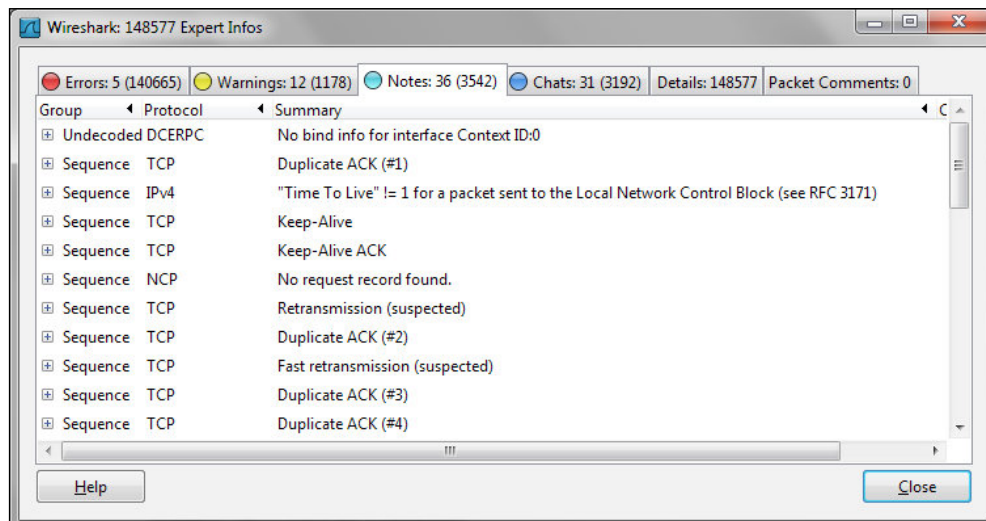 Wireshark: 148577 Expert Infos
Errors: 5 (140665) Warnings: 12 (1178) Notes: 36 (3542) Chats: 31 (3192) Details: 148577 Packet Comments: 0
Group Protocol Summary C
Undecoded DCERPC No bind info for interface Context ID:0
Sequence TCP Duplicate ACK (#1)
Sequence IPv4 "Time To Live" != 1 for a packet sent to the Local Network Control Block (see RFC 3171)
Sequence TCP Keep-Alive
Sequence TCP Keep-Alive ACK
Sequence NCP No request record found.
Sequence TCP Retransmission (suspected)
Sequence TCP Duplicate ACK (#2)
Sequence TCP Fast retransmission (suspected)
Sequence TCP Duplicate ACK (#3)
Sequence TCP Duplicate ACK (#4)
Help Close